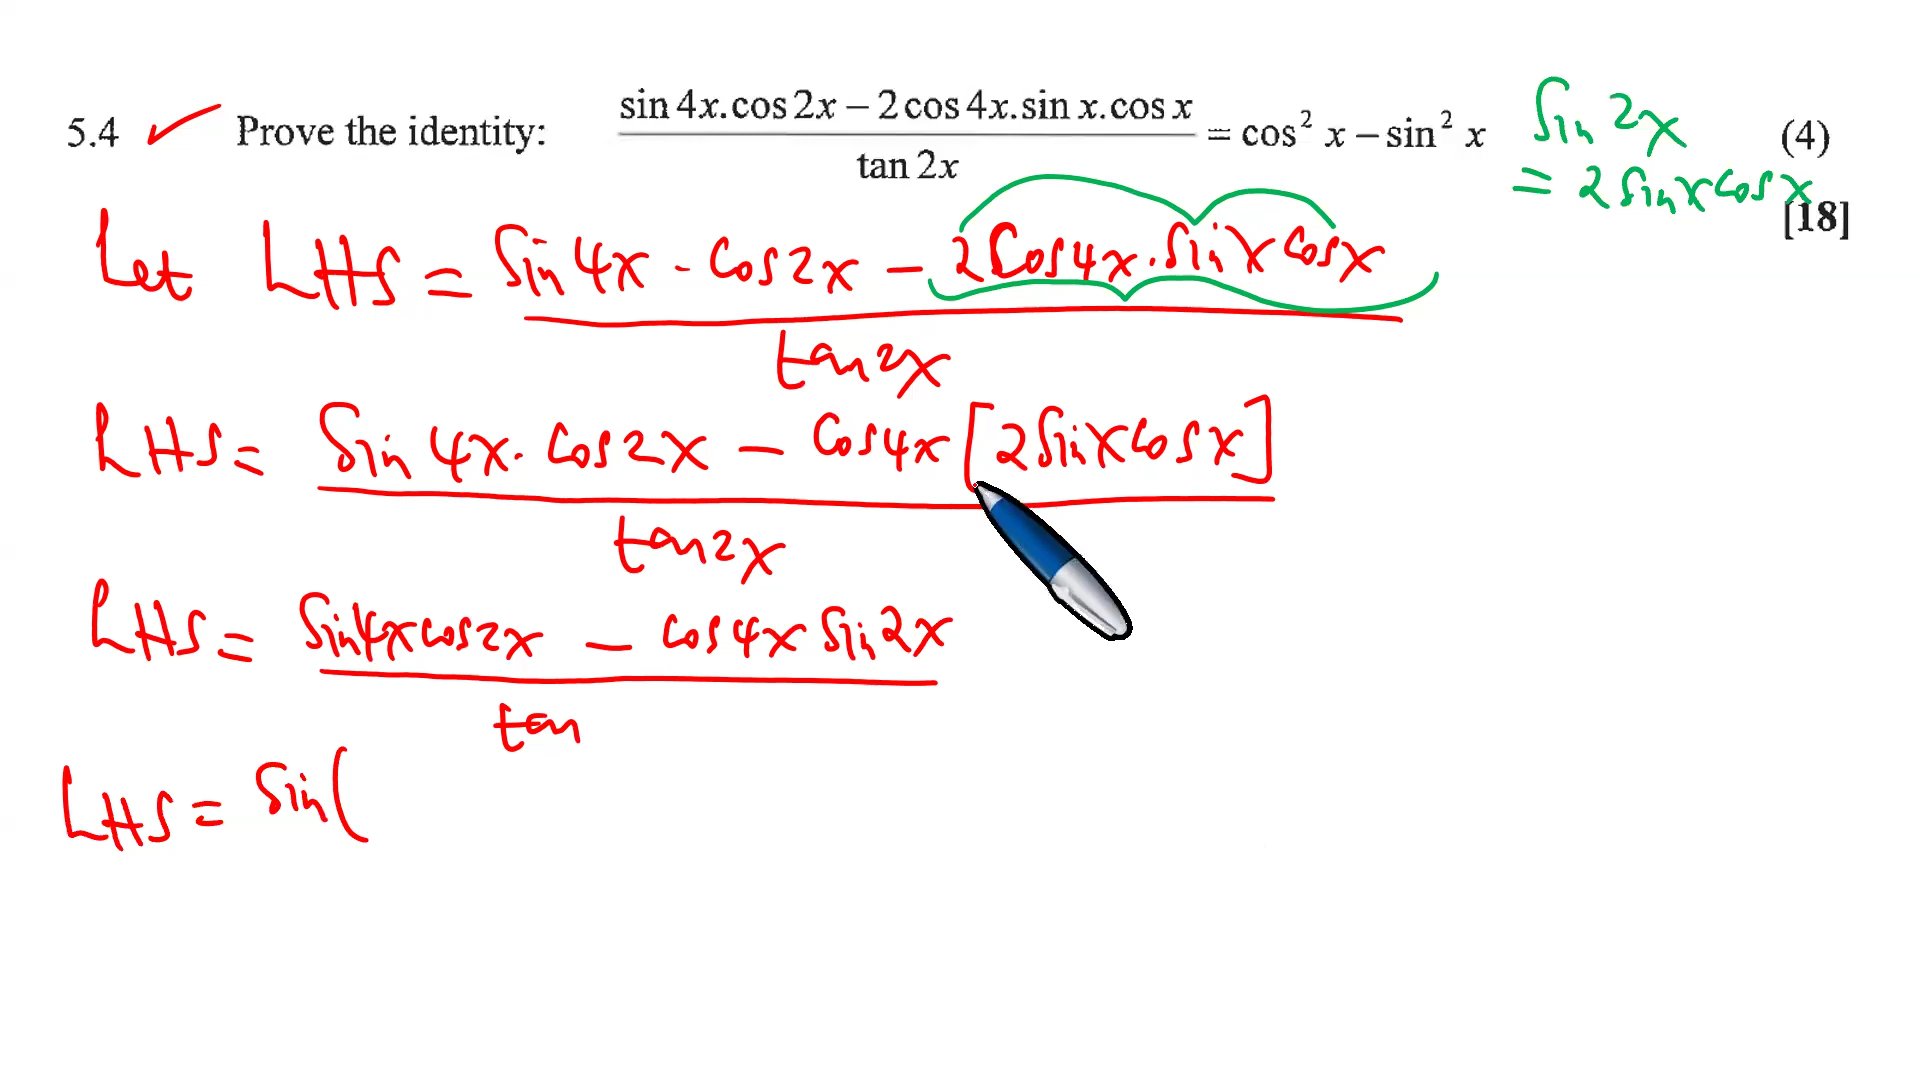 5.4 Prove the identity: sin 4x.cos 2x − 2 cos 4x.sin x.cos x / tan 2x = cos² x − sin² x (4)
[18]
Sin 2x
= 2 Sin x Cos x
Let LHS = Sin 4x . Cos 2x − 2 Cos 4x . Sin x Cos x
tan 2x
LHS = Sin 4x . Cos 2x − Cos 4x [2 Sin x Cos x]
tan 2x
LHS = Sin 4x cos 2x − cos 4x Sin 2x
tan
LHS = Sin (